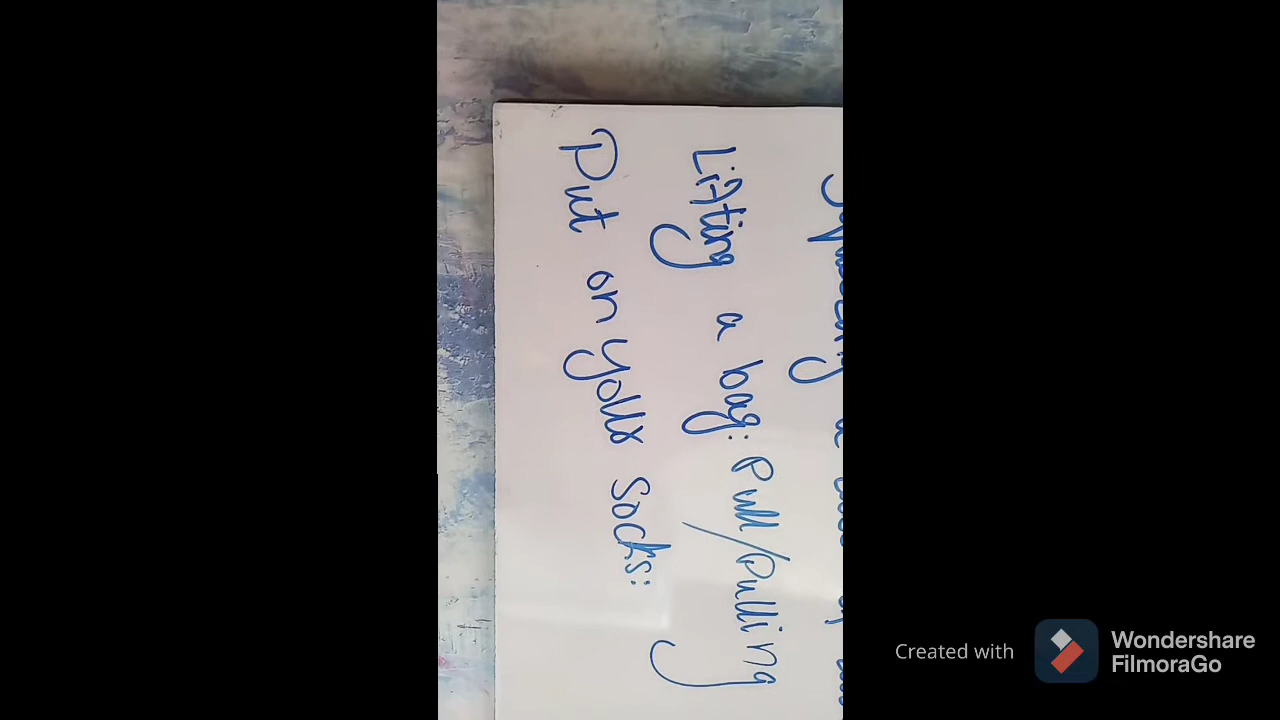 Lifting a bag: Pull/Pulling
Put on your socks:
Created with
Wondershare
FilmoraGo